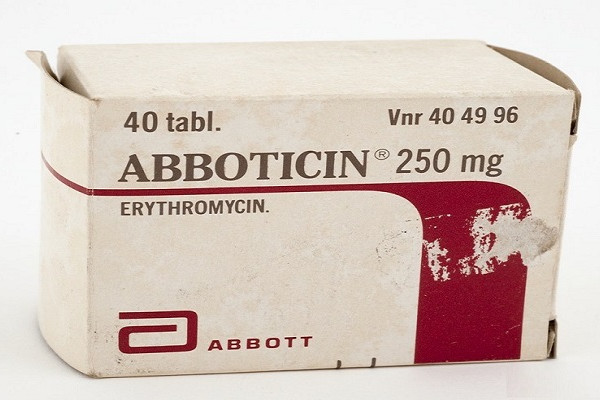 40 tabl. Vnr 40 49 96
ABBOTICIN® 250 mg
ERYTHROMYCIN.
ABBOTT